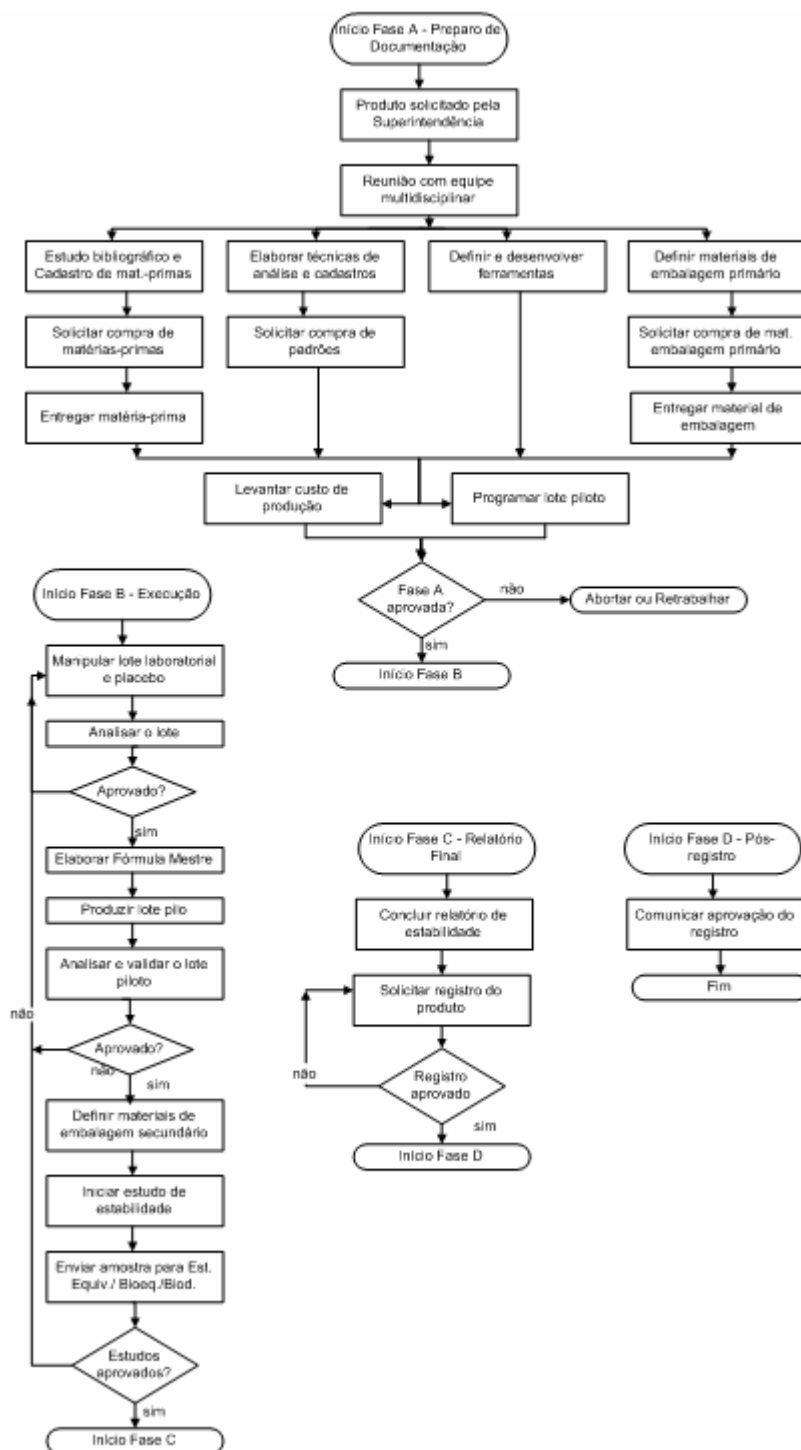 Início Fase A - Preparo de
Documentação
Produto solicitado pela
Superintendência
Reunião com equipe
multidisciplinar
Estudo bibliográfico e
Cadastro de mat.-primas
Elaborar técnicas de
análise e cadastros
Definir e desenvolver
ferramentas
Definir materiais de
embalagem primário
Solicitar compra de
matérias-primas
Solicitar compra de
padrões
Solicitar compra de mat.
embalagem primário
Entregar matéria-prima
Entregar material de
embalagem
Levantar custo de
produção
Programar lote piloto
Fase A
aprovada?
não
Abortar ou Retrabalhar
sim
Início Fase B
Início Fase B - Execução
Manipular lote laboratorial
e placebo
Analisar o lote
Aprovado?
sim
Elaborar Fórmula Mestre
Produzir lote pilo
Analisar e validar o lote
piloto
não
Aprovado?
não
sim
Definir materiais de
embalagem secundário
Iniciar estudo de
estabilidade
Enviar amostra para Est.
Equiv./ Bioeq./Biod.
Estudos
aprovados?
sim
Início Fase C
Início Fase C - Relatório
Final
Concluir relatório de
estabilidade
Solicitar registro do
produto
não
Registro
aprovado
sim
Início Fase D
Início Fase D - Pós-
registro
Comunicar aprovação do
registro
Fim